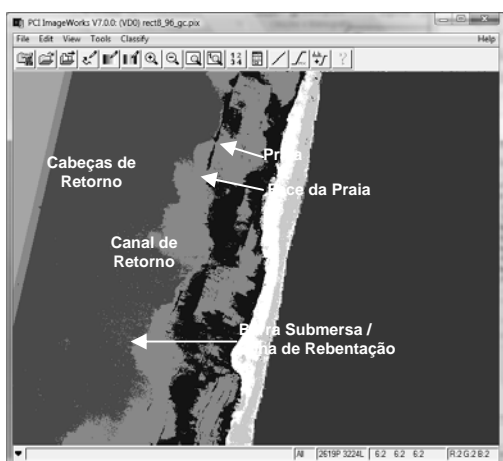 PCI ImageWorks V7.0.0: (VD0) rect8_96_gc.pix
File Edit View Tools Classify Help
Cabeças de
Retorno
Praia
Face da Praia
Canal de
Retorno
Barra Submersa /
de Rebentação
All 2619P 3224L 6.2 6.2 6.2 R:2 G:2 B:2